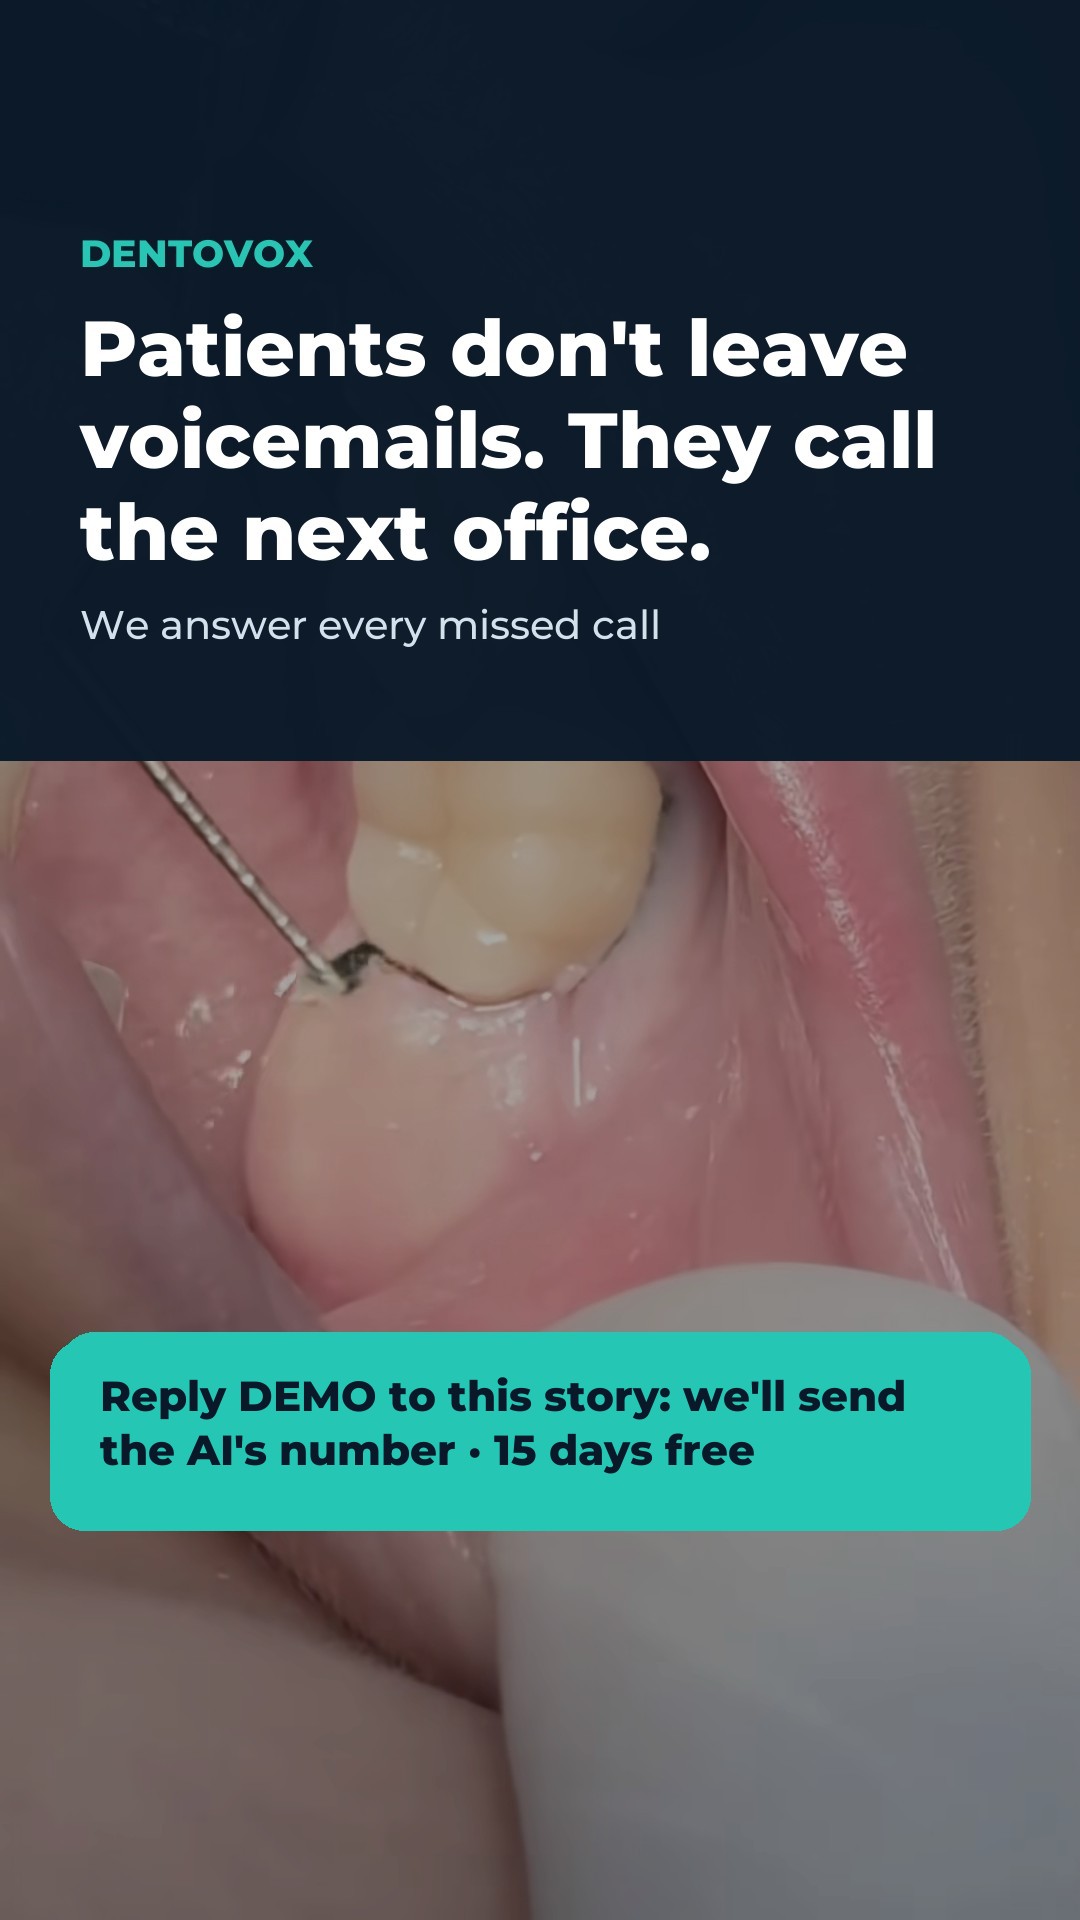 DENTOVOX
Patients don't leave
voicemails. They call
the next office.
We answer every missed call
Reply DEMO to this story: we'll send
the AI's number · 15 days free